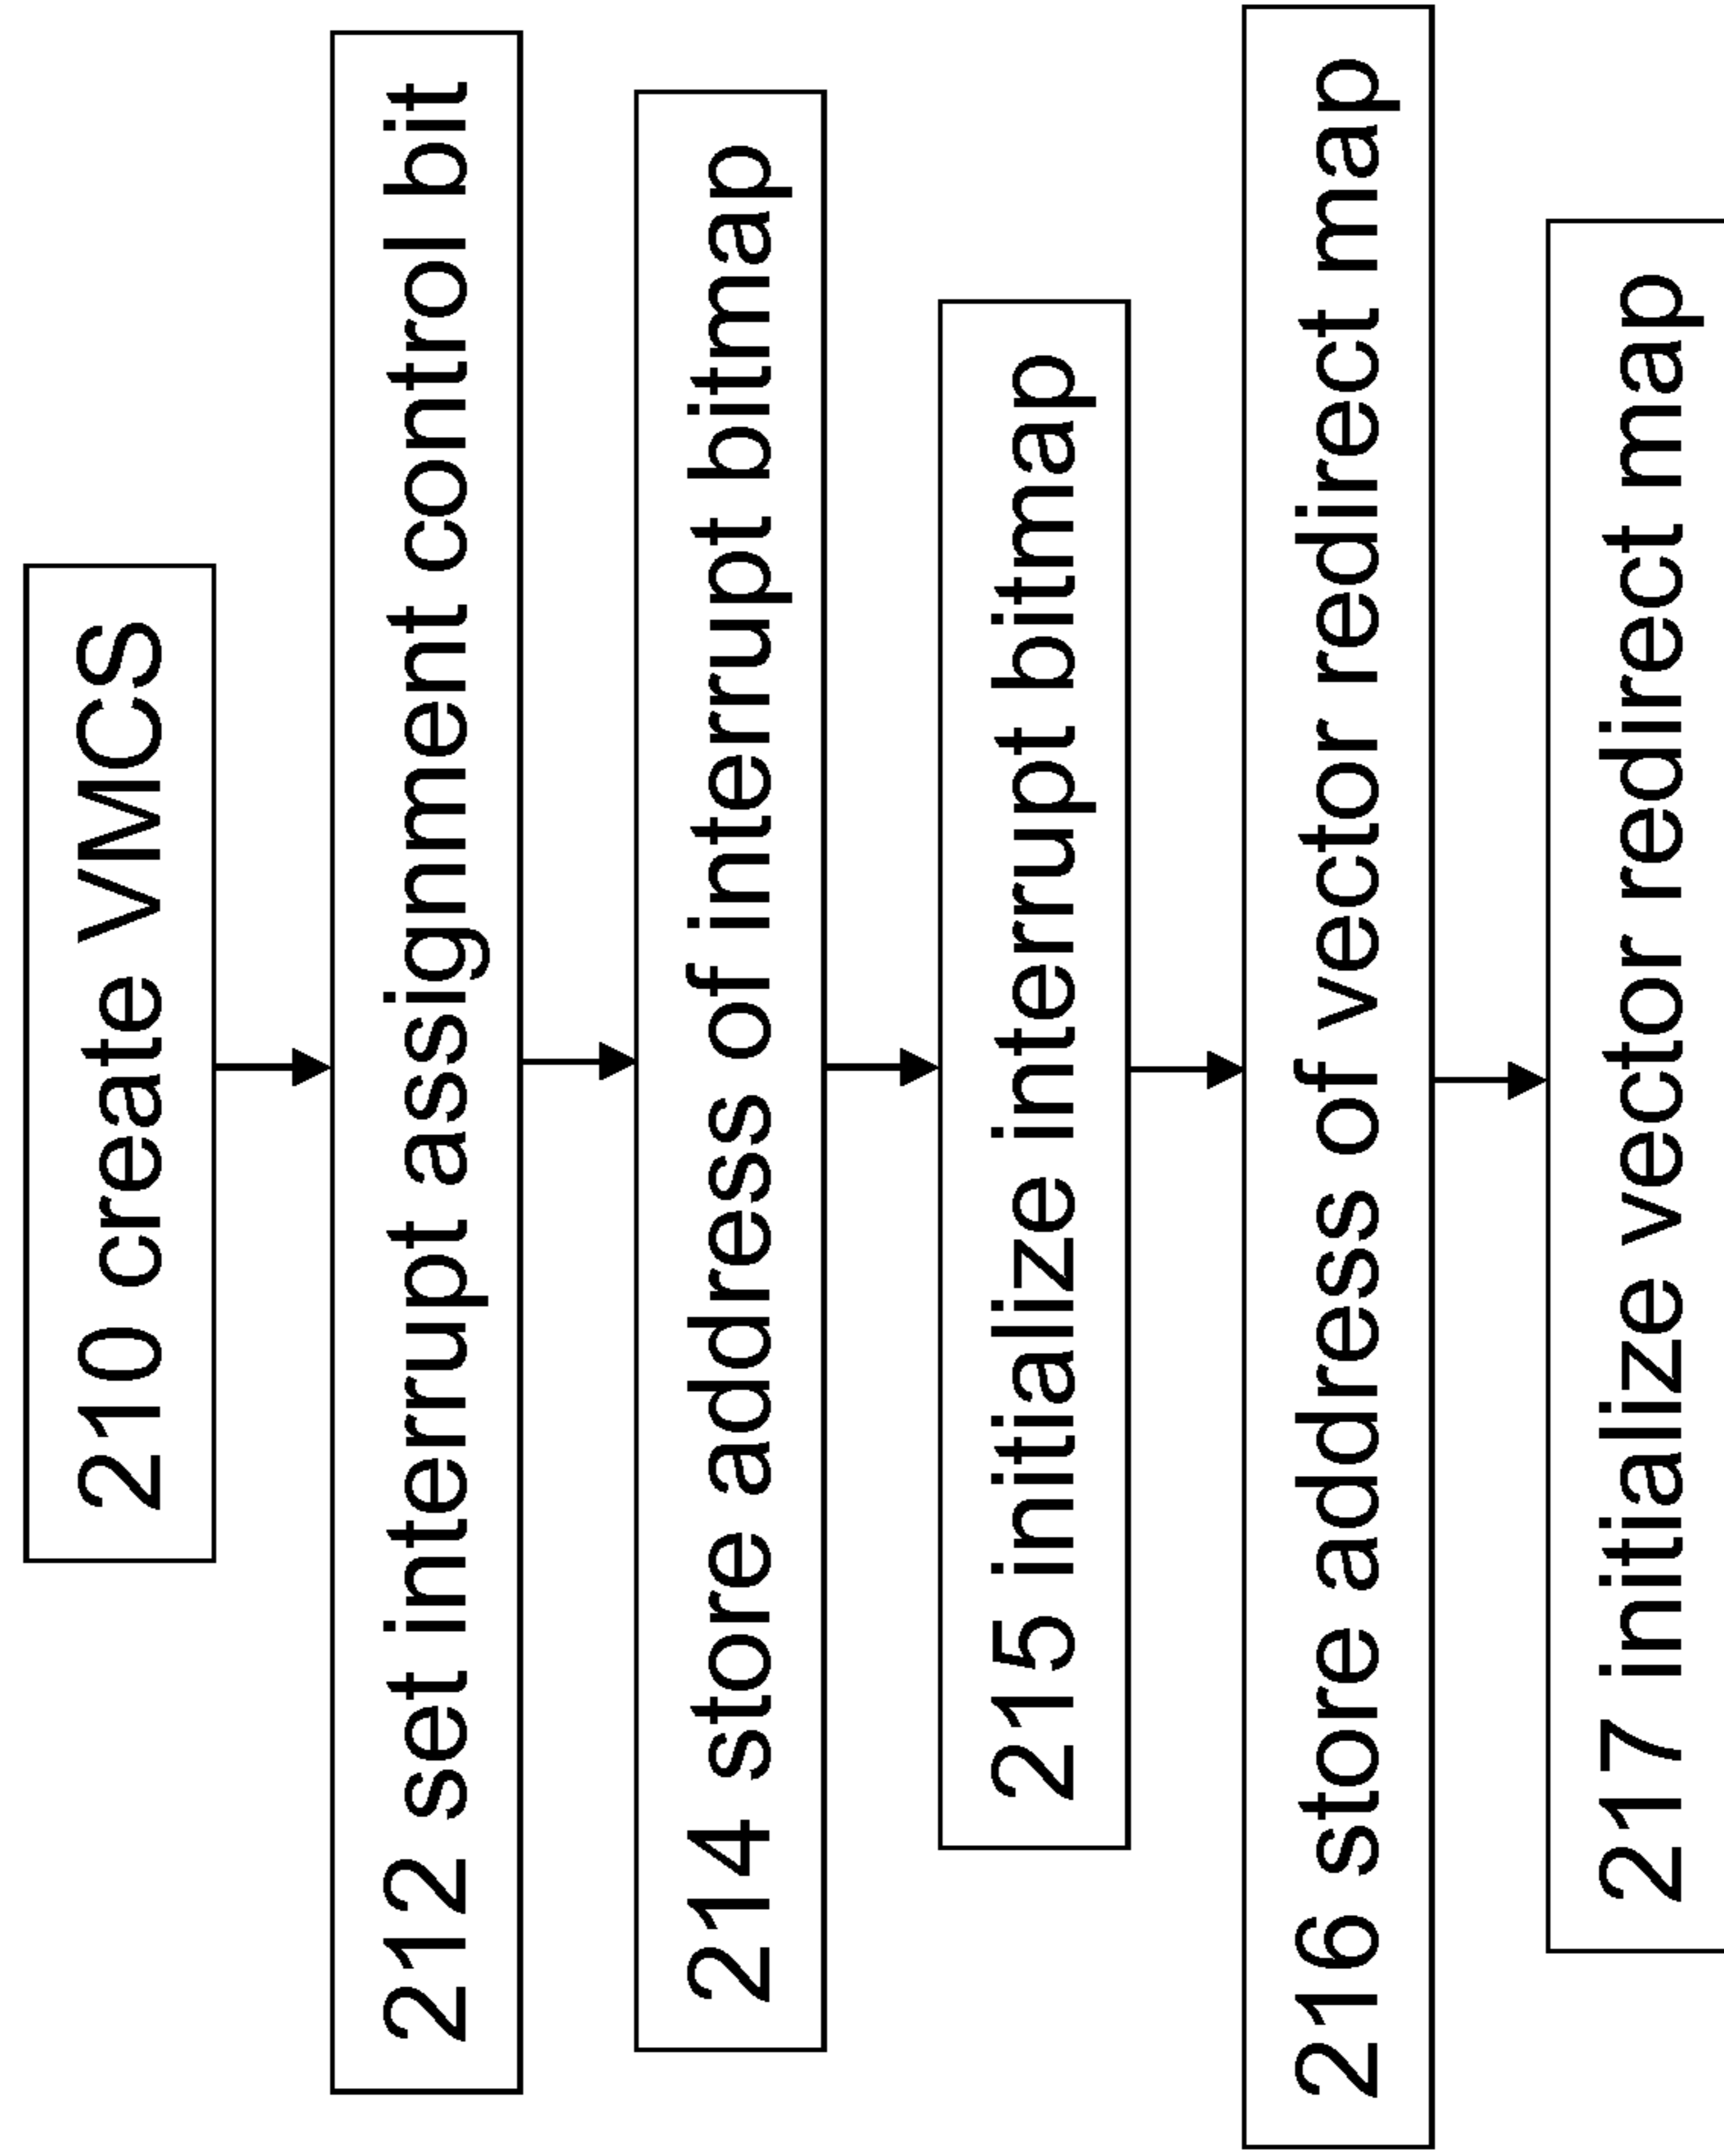 210 create VMCS
212 set interrupt assignment control bit
214 store address of interrupt bitmap
215 initialize interrupt bitmap
216 store address of vector redirect map
217 initialize vector redirect map